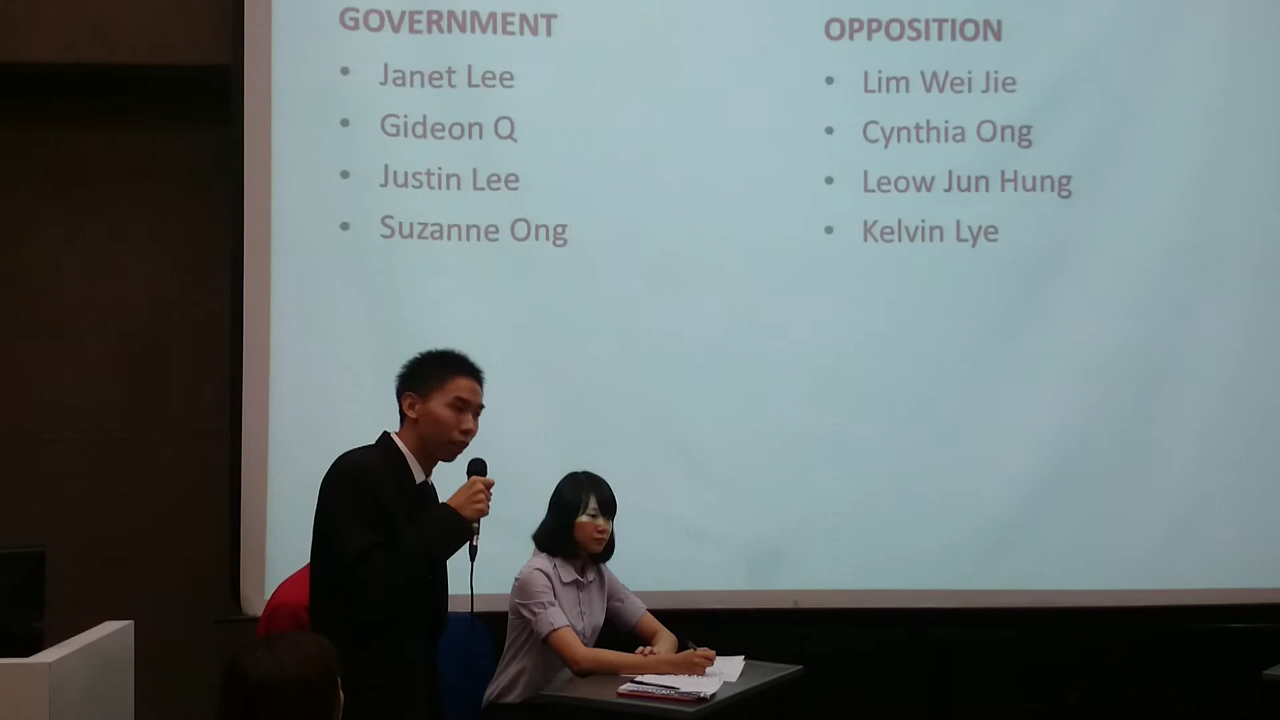 GOVERNMENT
• Janet Lee
• Gideon Q
• Justin Lee
• Suzanne Ong
OPPOSITION
• Lim Wei Jie
• Cynthia Ong
• Leow Jun Hung
• Kelvin Lye